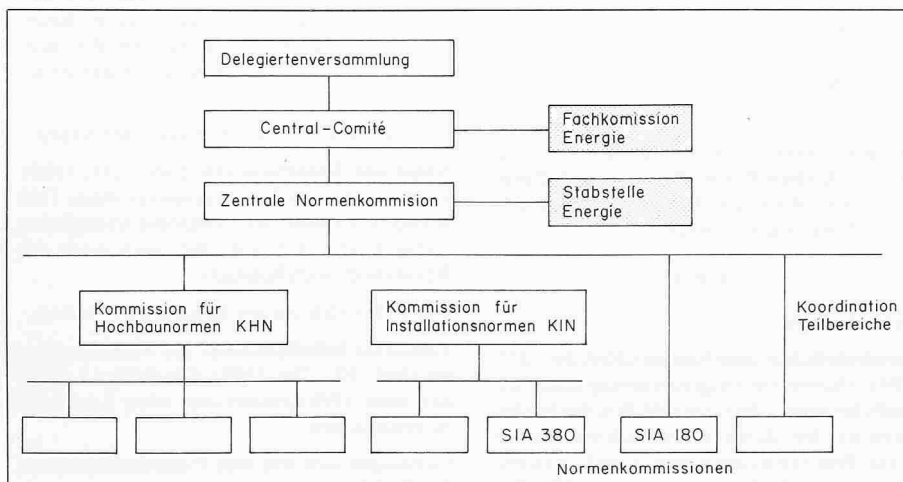 Delegiertenversammlung
Central-Comité
Fachkomission
Energie
Zentrale Normenkommision
Stabstelle
Energie
Kommission für
Hochbaunormen KHN
Kommission für
Installationsnormen KIN
Koordination
Teilbereiche
SIA 380
SIA 180
Normenkommissionen